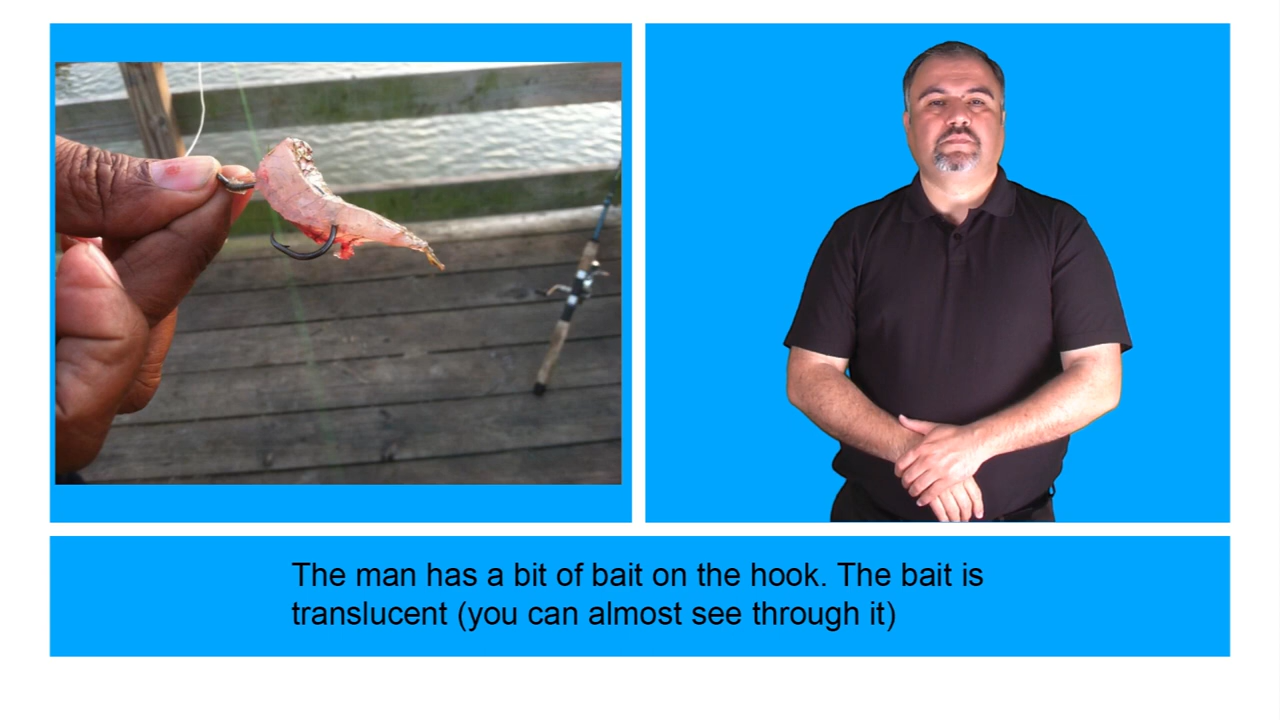 The man has a bit of bait on the hook. The bait is
translucent (you can almost see through it)